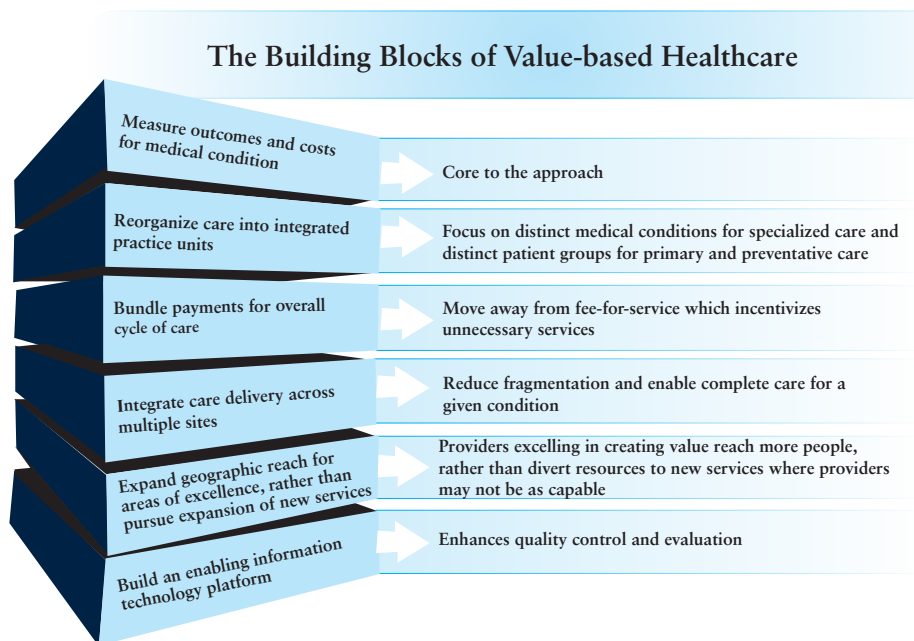 The Building Blocks of Value-based Healthcare
Measure outcomes and costs
for medical condition
Core to the approach
Reorganize care into integrated
practice units
Focus on distinct medical conditions for specialized care and
distinct patient groups for primary and preventative care
Bundle payments for overall
cycle of care
Move away from fee-for-service which incentivizes
unnecessary services
Integrate care delivery across
multiple sites
Reduce fragmentation and enable complete care for a
given condition
Expand geographic reach for
areas of excellence, rather than
pursue expansion of new services
Providers excelling in creating value reach more people,
rather than divert resources to new services where providers
may not be as capable
Build an enabling information
technology platform
Enhances quality control and evaluation